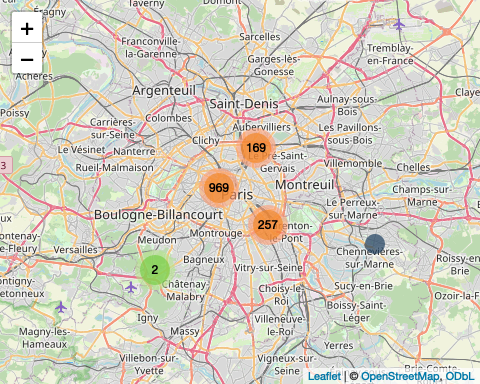 Taverny
Domont
Tremblay-
en-France
Franconville-
la-Garenne
Sarcelles
Garges-lès-
Gonesse
+
−
Achères
Argenteuil
Saint-Denis
Aulnay-sous-
Bois
Poissy
Carrières-
sur-Seine
Colombes
Aubervilliers
Les Pavillons-
sous-Bois
Clichy
169
Le Vésinet
Nanterre
Pré-Saint-
Gervais
Villemomble
Chelles
3
Rueil-Malmaison
969
Paris
Montreuil
Champs-sur-
Marne
Le Perreux-
sur-Marne
Boulogne-Billancourt
257
Montrouge
le-Pont
Versailles
Meudon
Chennevières-
sur-Marne
Roissy-en-
Brie
2
Bagneux
Vitry-sur-Seine
Châtenay
Malabry
Choisy-le-
Roi
Sucy-en-Brie
Ozoir-la-F
Boissy-Saint-
Léger
Igny
Magny-les-
Hameaux
Massy
Villeneuve-
le-Roi
Yerres
Villebon-sur-
Yvette
Vigneux-sur-
Seine
Leaflet | © OpenStreetMap, ODbL